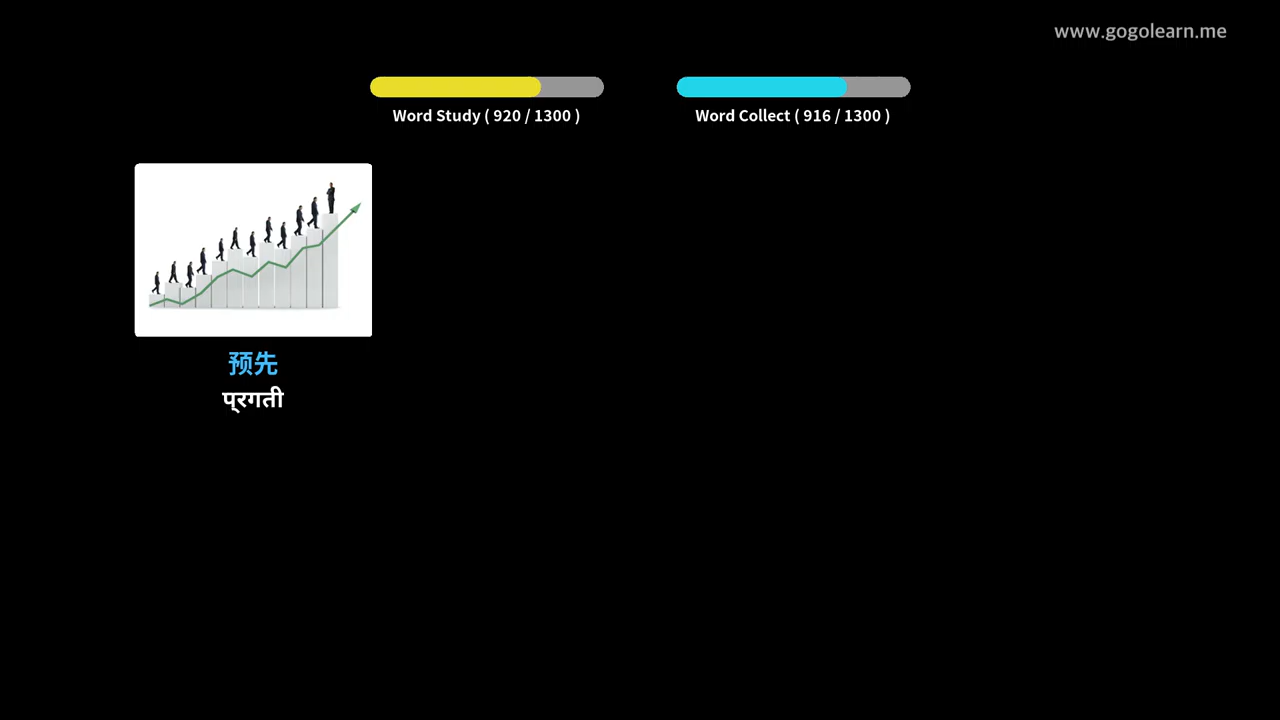 www.gogolearn.me
Word Study ( 920 / 1300 )
Word Collect ( 916 / 1300 )
预先
प्रगती